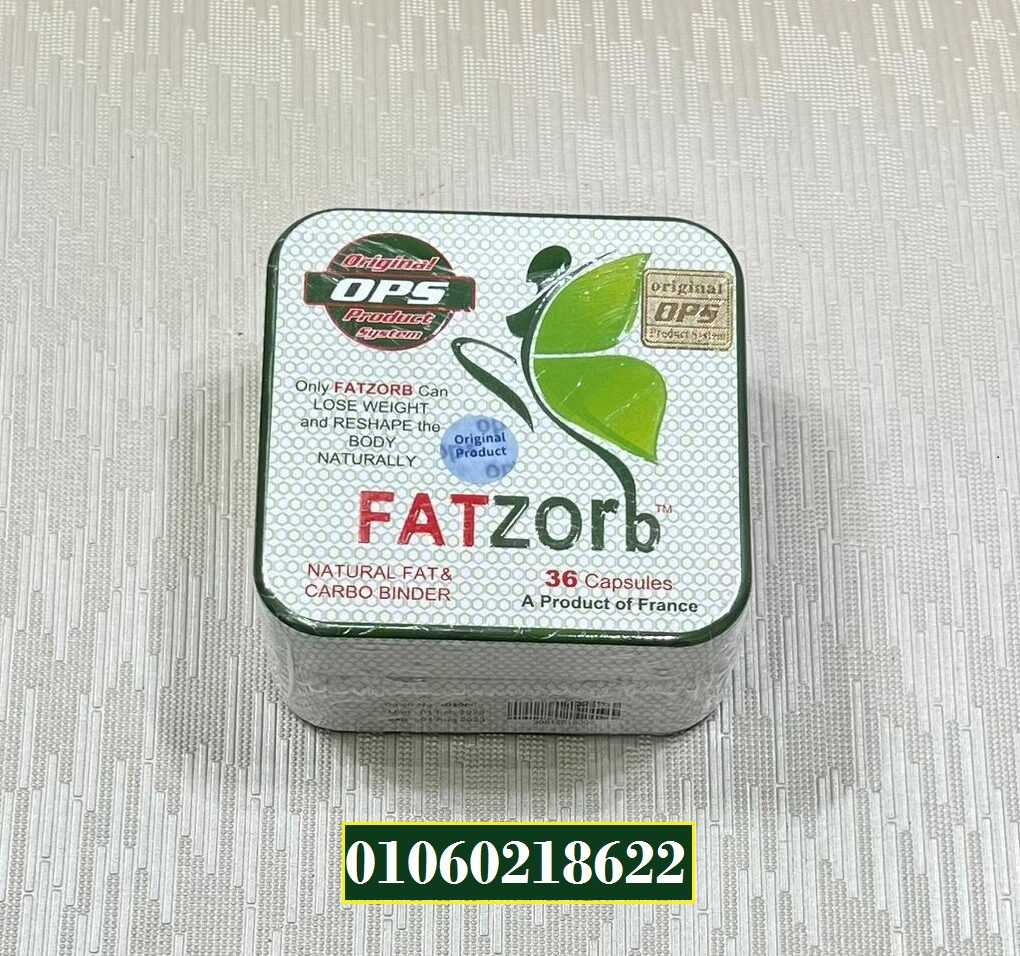 Original
OPS
Product
System
original
OPS
Product System
Only FATZORB Can
LOSE WEIGHT
and RESHAPE the
BODY
NATURALLY
Original
Product
FATZorb™
NATURAL FAT &
CARBO BINDER
36 Capsules
A Product of France
01060218622